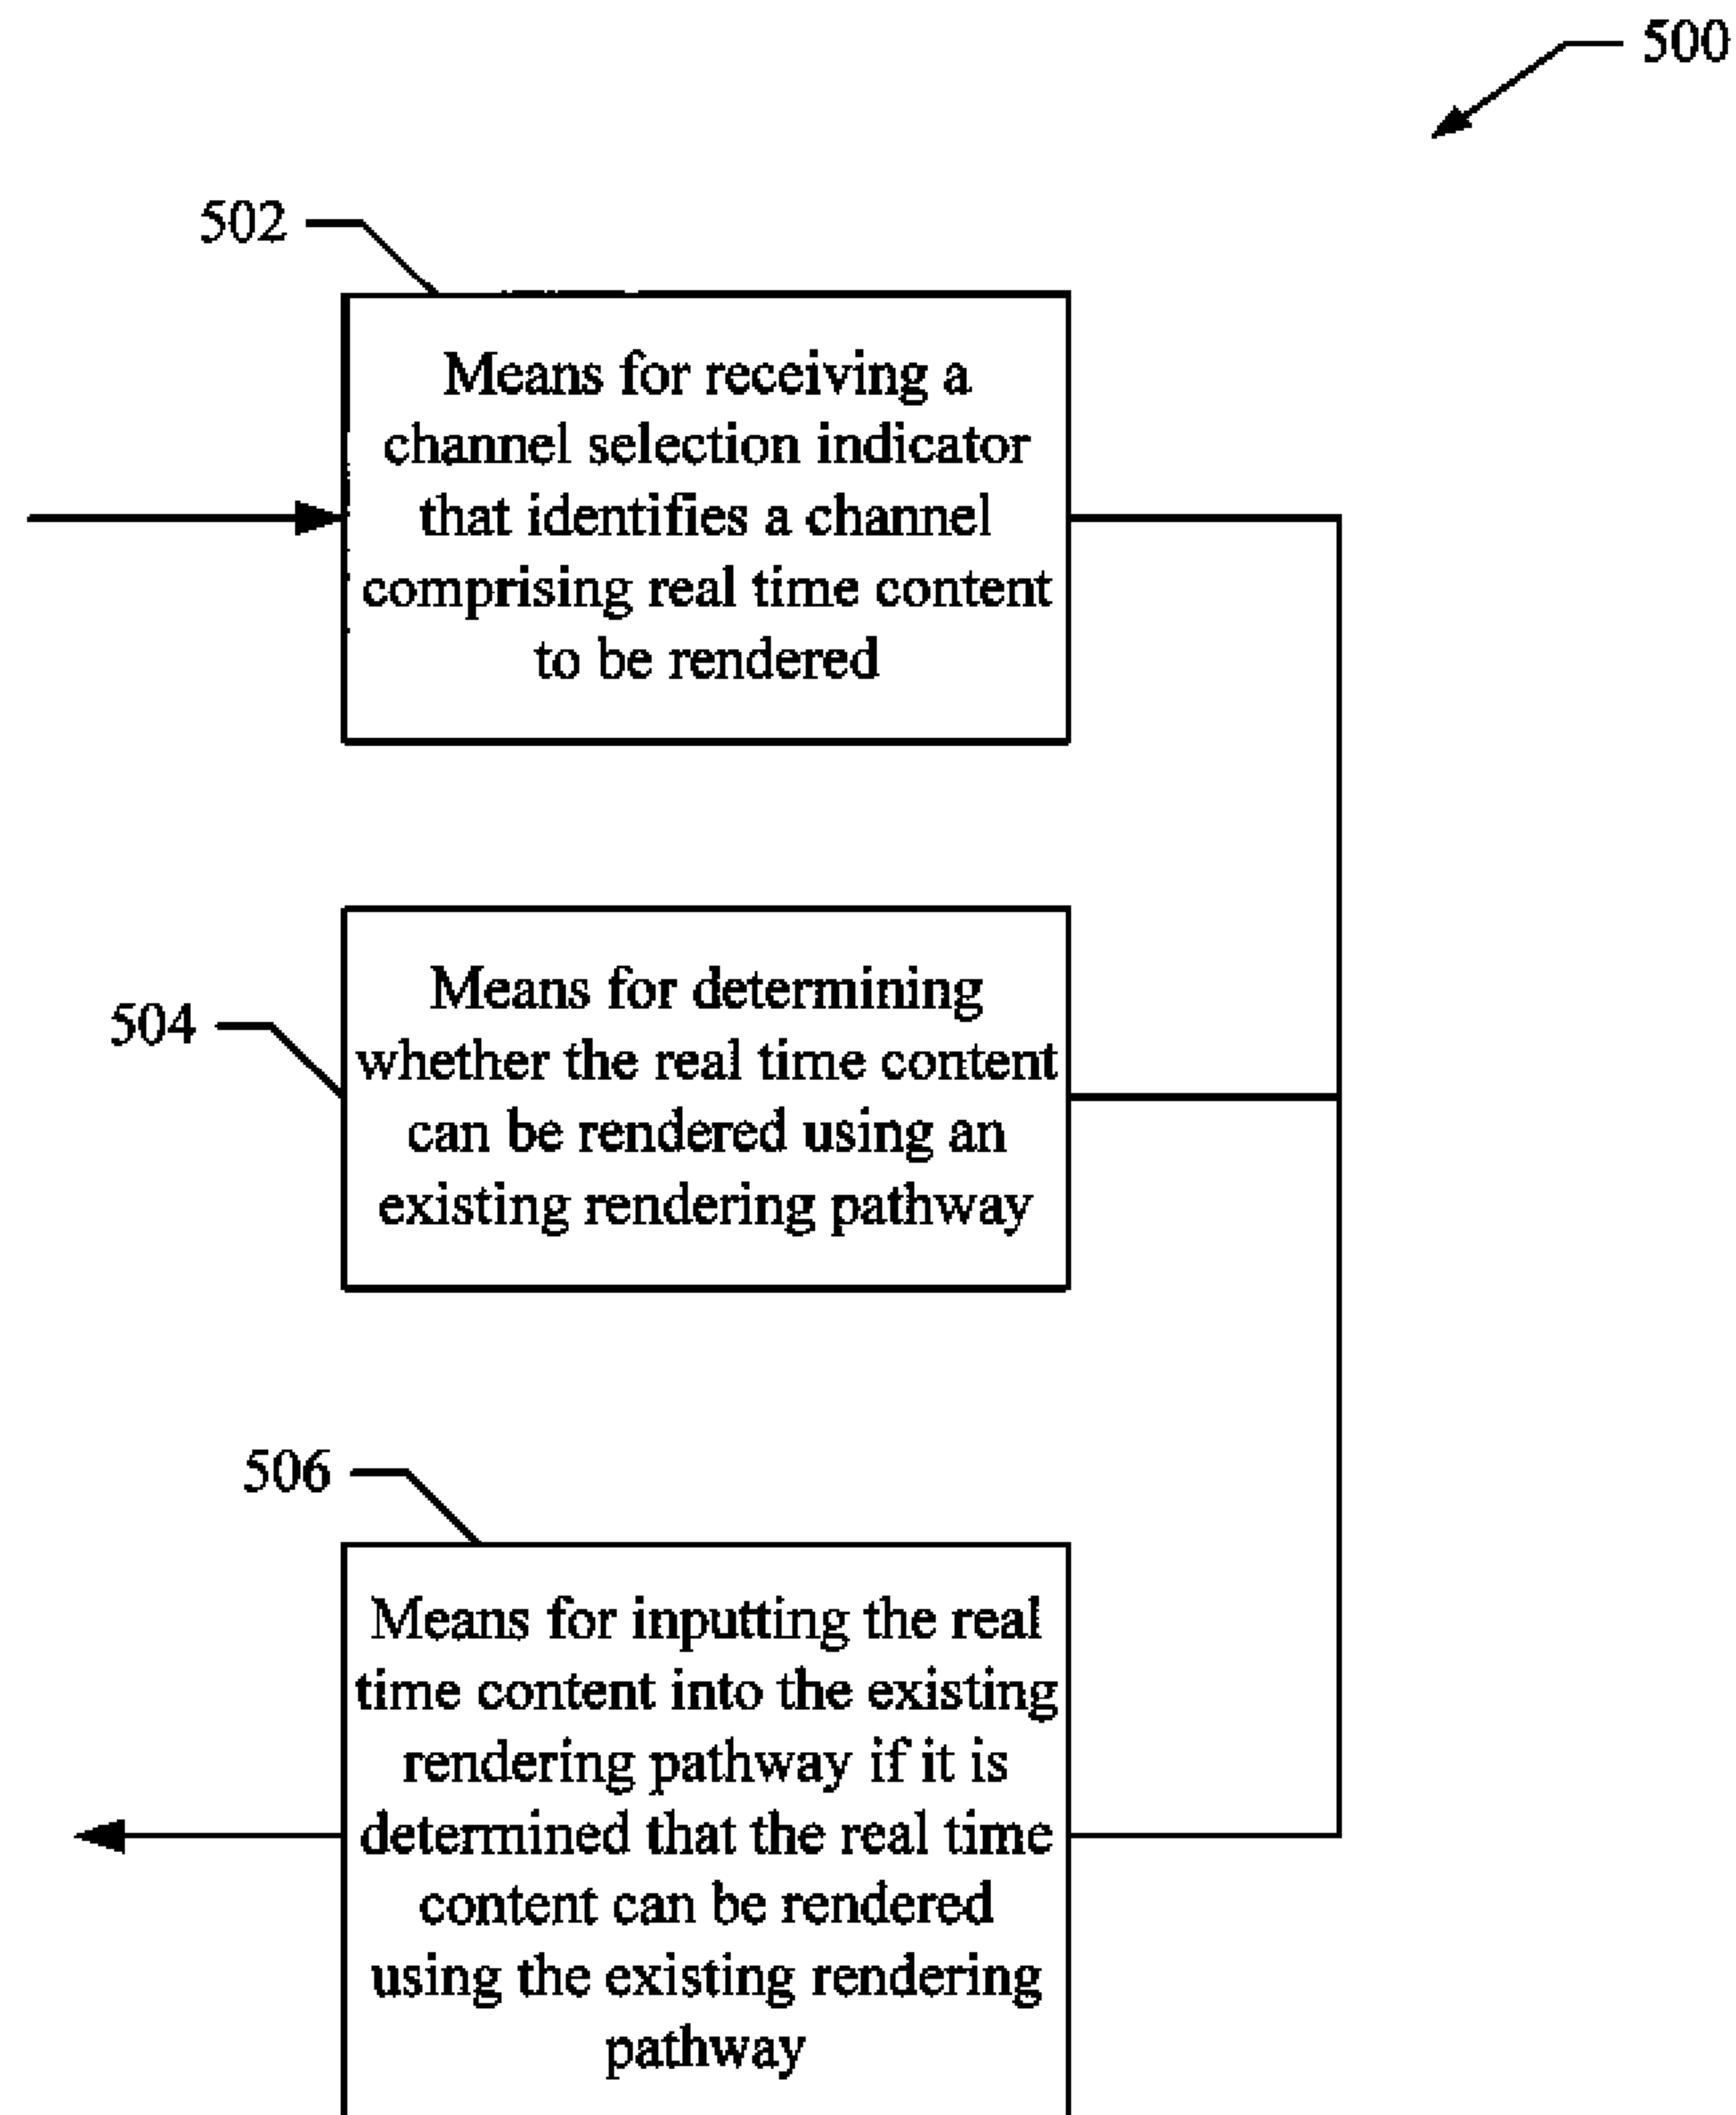 500
502
Means for receiving a
channel selection indicator
that identifies a channel
comprising real time content
to be rendered
504
Means for determining
whether the real time content
can be rendered using an
existing rendering pathway
506
Means for inputting the real
time content into the existing
rendering pathway if it is
determined that the real time
content can be rendered
using the existing rendering
pathway